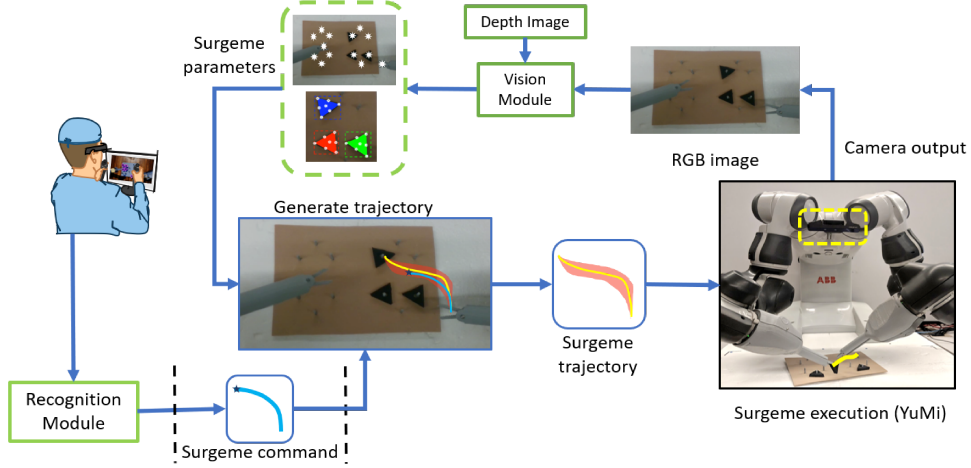 Depth Image
Surgeme
parameters
Vision
Module
RGB image
Camera output
Generate trajectory
ABB
Surgeme
trajectory
Recognition
Module
Surgeme command
Surgeme execution (YuMi)